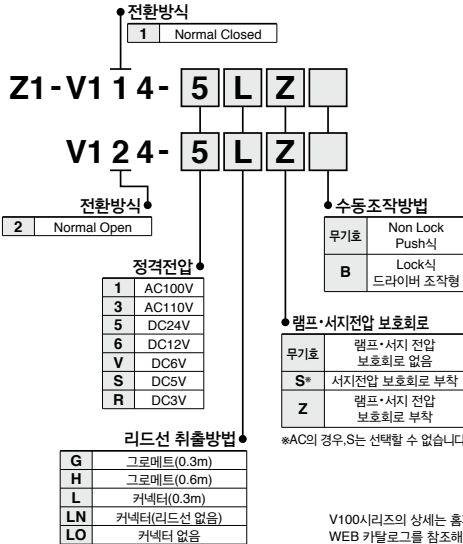 전환방식
1 Normal Closed
Z1-V114-5LZ
V124-5LZ
전환방식
2 Normal Open
수동조작방법
무기호 Non Lock
Push식
B Lock식
드라이버 조작형
정격전압
1 AC100V
3 AC110V
5 DC24V
6 DC12V
V DC6V
S DC5V
R DC3V
램프·서지전압 보호회로
무기호 램프·서지 전압
보호회로 없음
S※ 서지전압 보호회로 부착
Z 램프·서지 전압
보호회로 부착
※AC의 경우,S는 선택할 수 없습니다
리드선 취출방법
G 그로메트(0.3m)
H 그로메트(0.6m)
L 커넥터(0.3m)
LN 커넥터(리드선 없음)
LO 커넥터 없음
V100시리즈의 상세는
WEB 카탈로그를 참조해